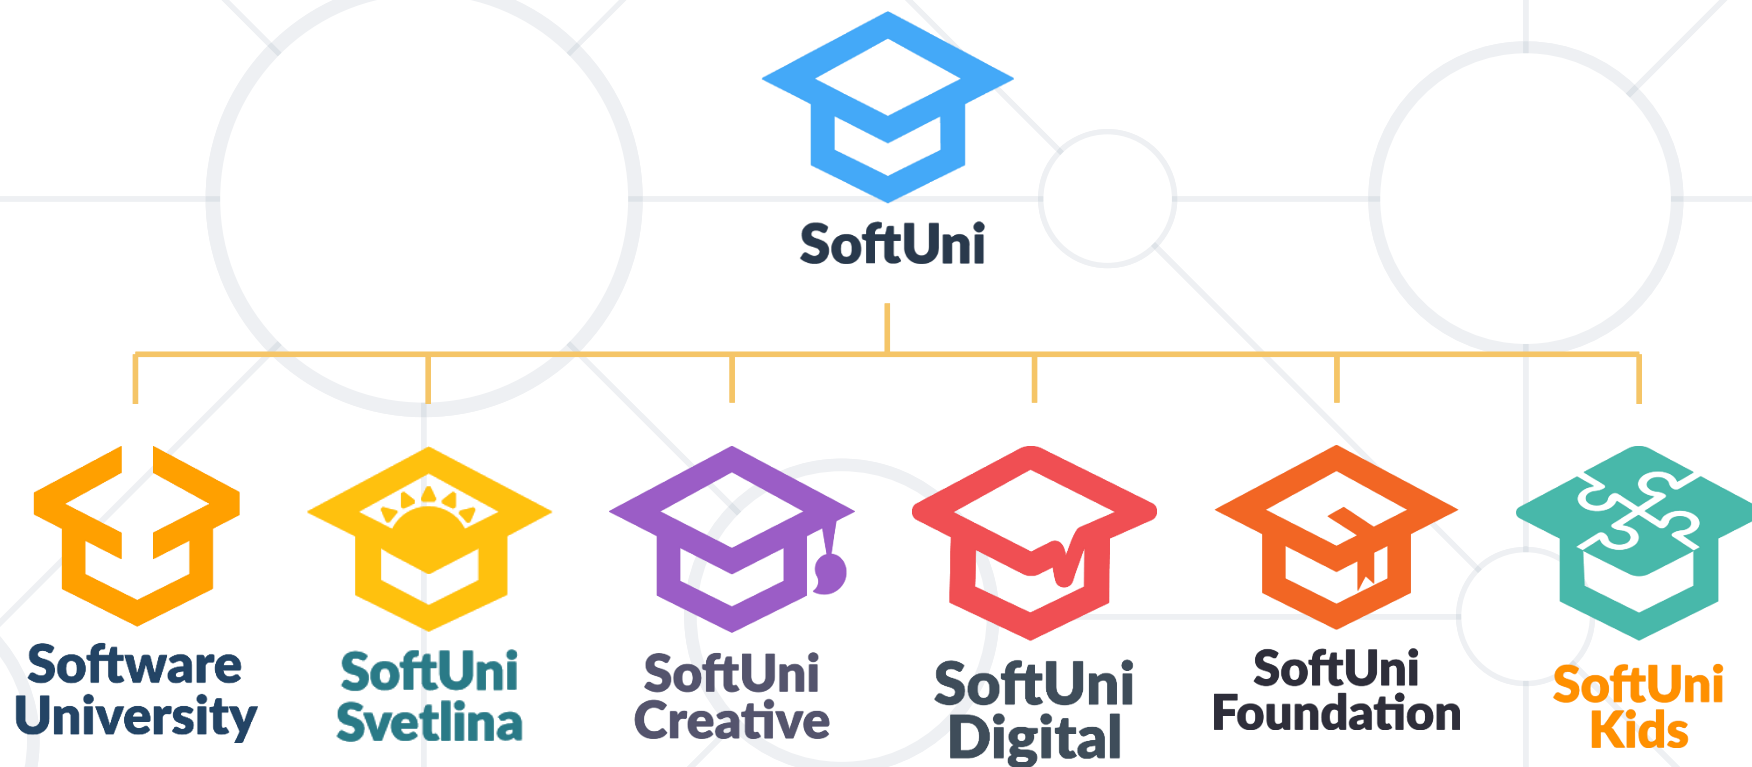 SoftUni
Software
University
SoftUni
Svetlina
SoftUni
Creative
SoftUni
Digital
SoftUni
Foundation
SoftUni
Kids